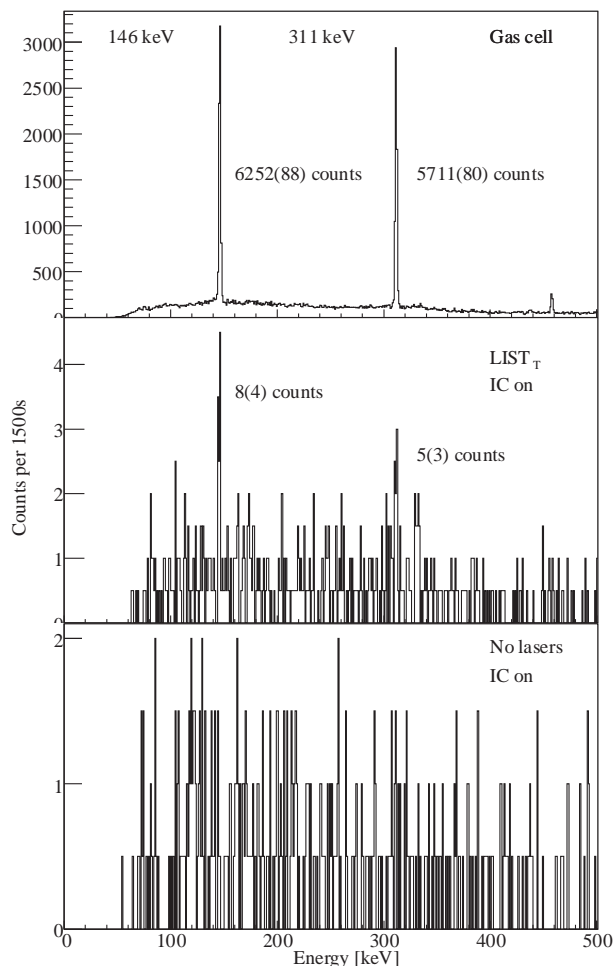 146 keV 311 keV Gas cell
3000
2500
2000
6252(88) counts 5711(80) counts
1500
1000
500
0
LIST T
IC on
4
8(4) counts
3
5(3) counts
2
1
0
Counts per 1500s
No lasers
IC on
2
1
0
0 100 200 300 400 500
Energy [keV]